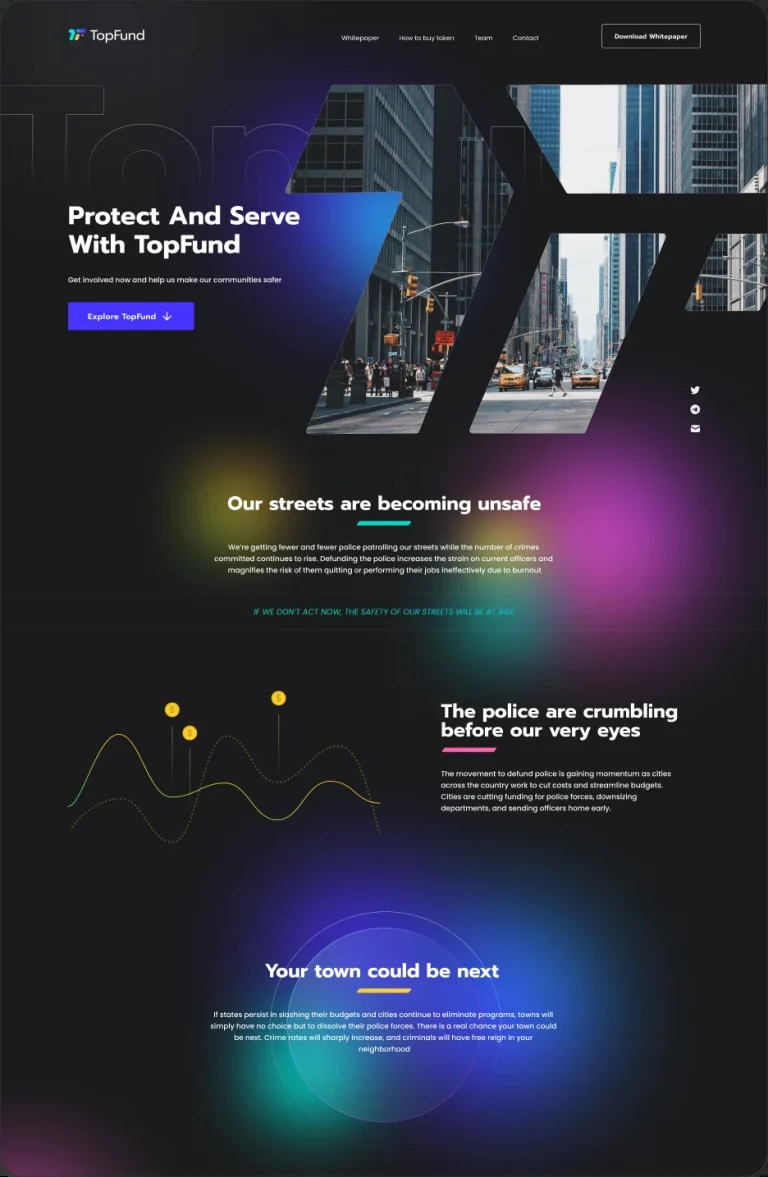 TopFund
Whitepaper
How to buy token
Team
Contact
Download Whitepaper
Top
Protect And Serve
With TopFund
Get involved now and help us make our communities safer
Explore TopFund
Our streets are becoming unsafe
We're getting fewer and fewer police patrolling our streets while the number of crimes
committed continues to rise. Defunding the police increases the strain on current officers and
magnifies the risk of them quitting or performing their jobs ineffectively due to burnout
IF WE DON'T ACT NOW, THE SAFETY OF OUR STREETS WILL BE AT RISK
$
$
$
The police are crumbling
before our very eyes
The movement to defund police is gaining momentum as cities
across the country work to cut costs and streamline budgets.
Cities are cutting funding for police forces, downsizing
departments, and sending officers home early.
Your town could be next
If states persist in slashing their budgets and cities continue to eliminate programs, towns will
simply have no choice but to dissolve their police forces. There is a real chance your town could
be next. Crime rates will sharply increase, and criminals will have free reign in your
neighborhood